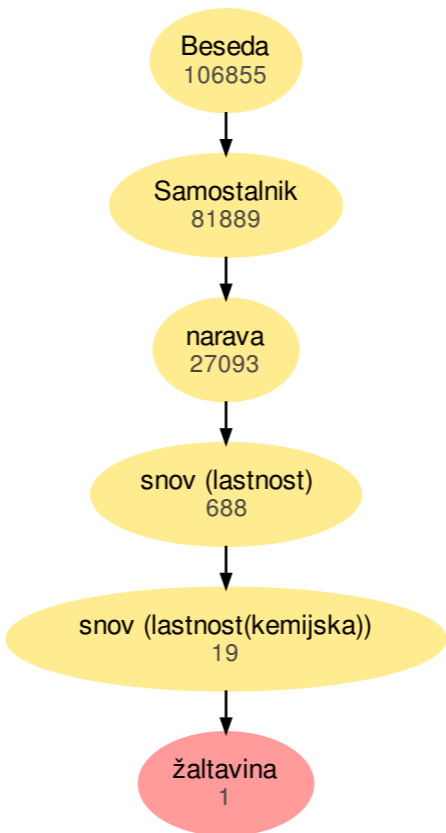 Beseda
106855
Samostalnik
81889
narava
27093
snov (lastnost)
688
snov (lastnost(kemijska))
19
žaltavina
1